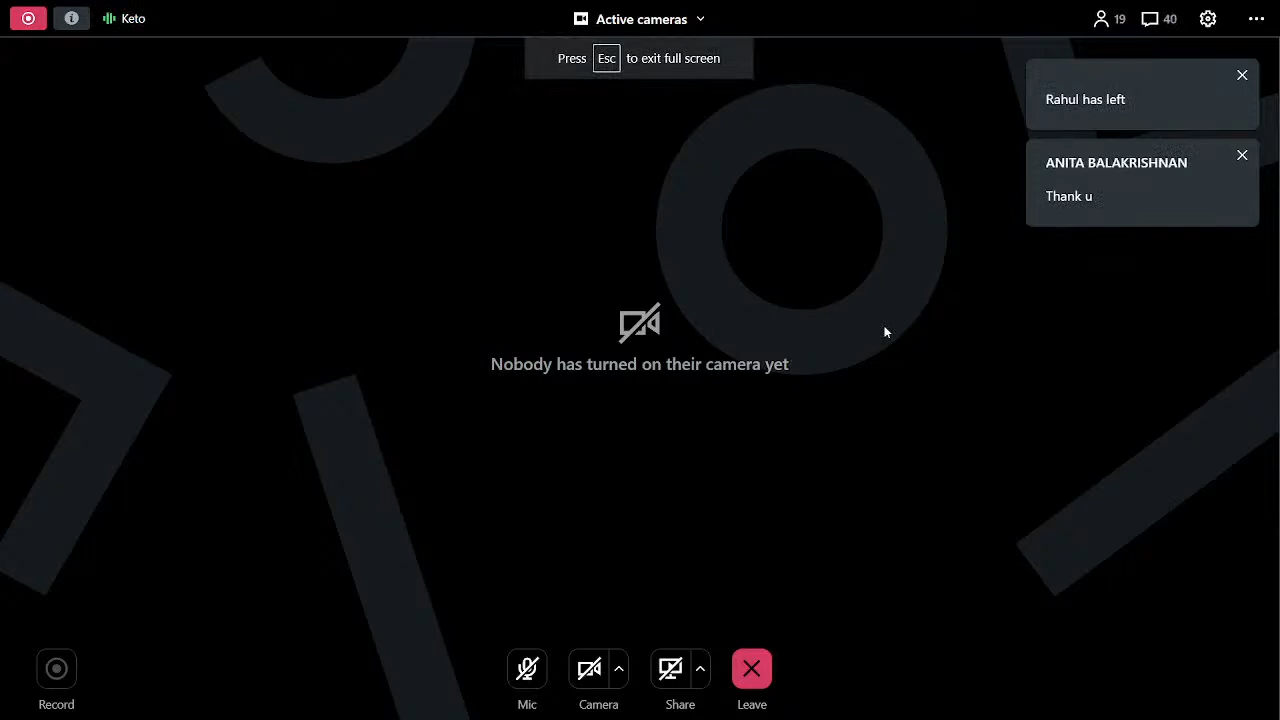 Keto
Active cameras
19
40
Press Esc to exit full screen
Rahul has left
ANITA BALAKRISHNAN
Thank u
Nobody has turned on their camera yet
Record
Mic
Camera
Share
Leave